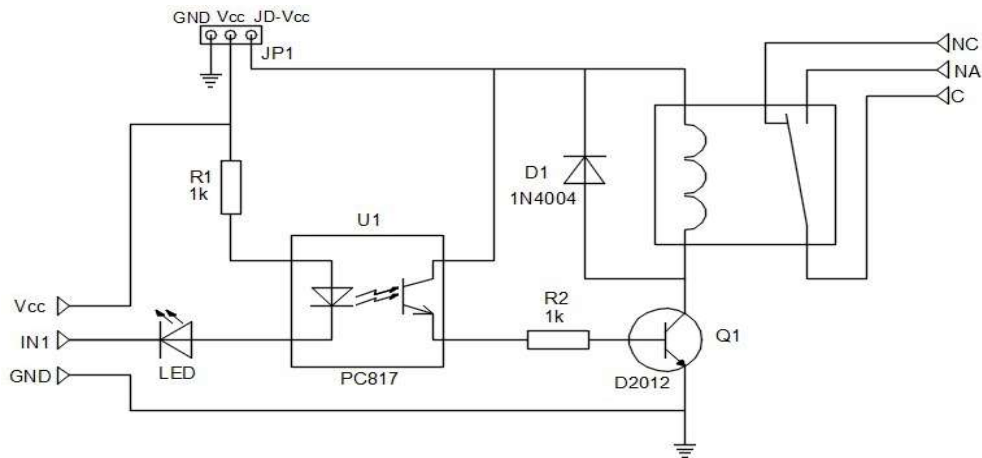 GND Vcc JD-Vcc
JP1
NC
NA
C
R1
1k
D1
1N4004
U1
Vcc
IN1
GND
LED
PC817
R2
1k
Q1
D2012